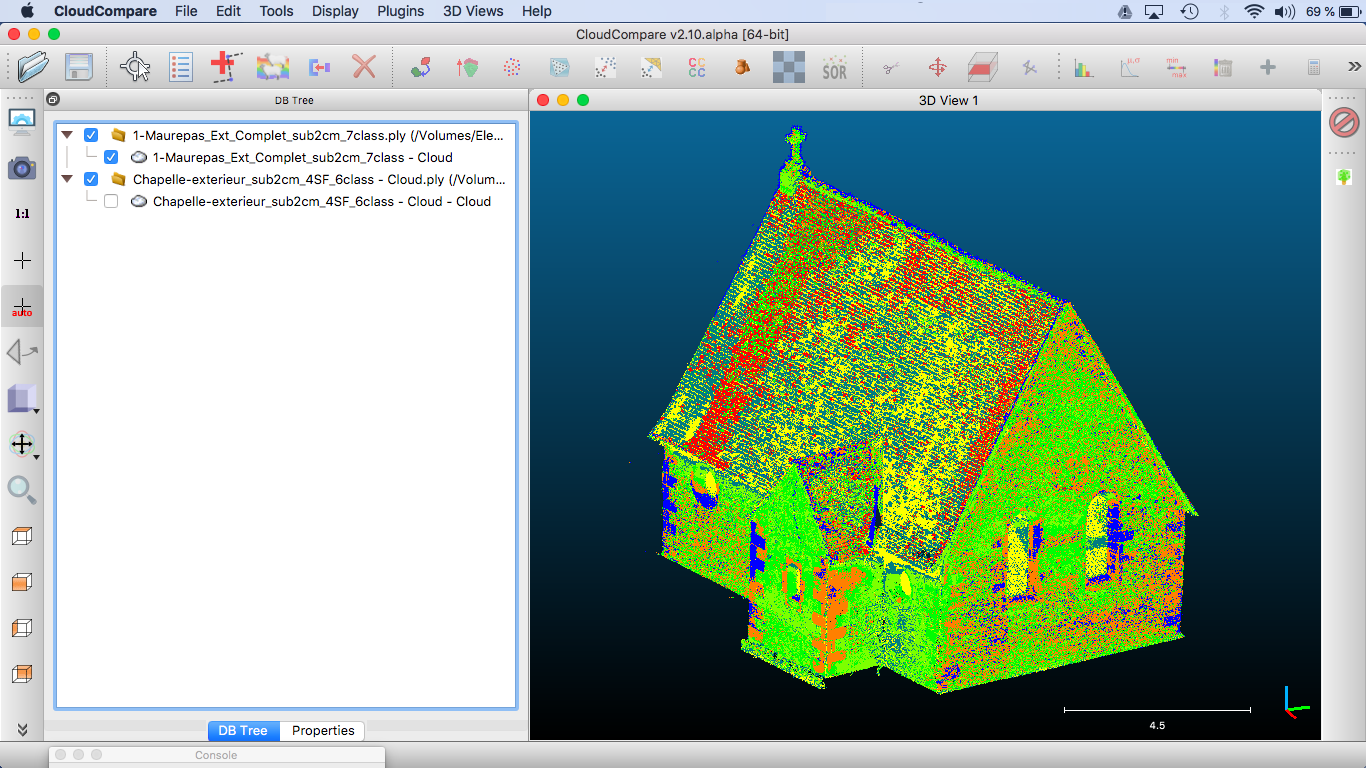 CloudCompare File Edit Tools Display Plugins 3D Views Help 69 %
CloudCompare v2.10.alpha [64-bit]
CC
CC
SOR
μ,σ
min
max
DB Tree
3D View 1
1-Maurepas_Ext_Complet_sub2cm_7class.ply (/Volumes/Ele...
1-Maurepas_Ext_Complet_sub2cm_7class - Cloud
Chapelle-exterieur_sub2cm_4SF_6class - Cloud.ply (/Volum...
Chapelle-exterieur_sub2cm_4SF_6class - Cloud - Cloud
1:1
auto
4.5
DB Tree Properties
Console